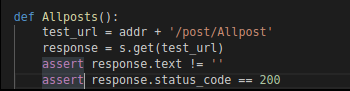 def Allposts():
    test_url = addr + '/post/Allpost'
    response = s.get(test_url)
    assert response.text != ''
    assert response.status_code == 200